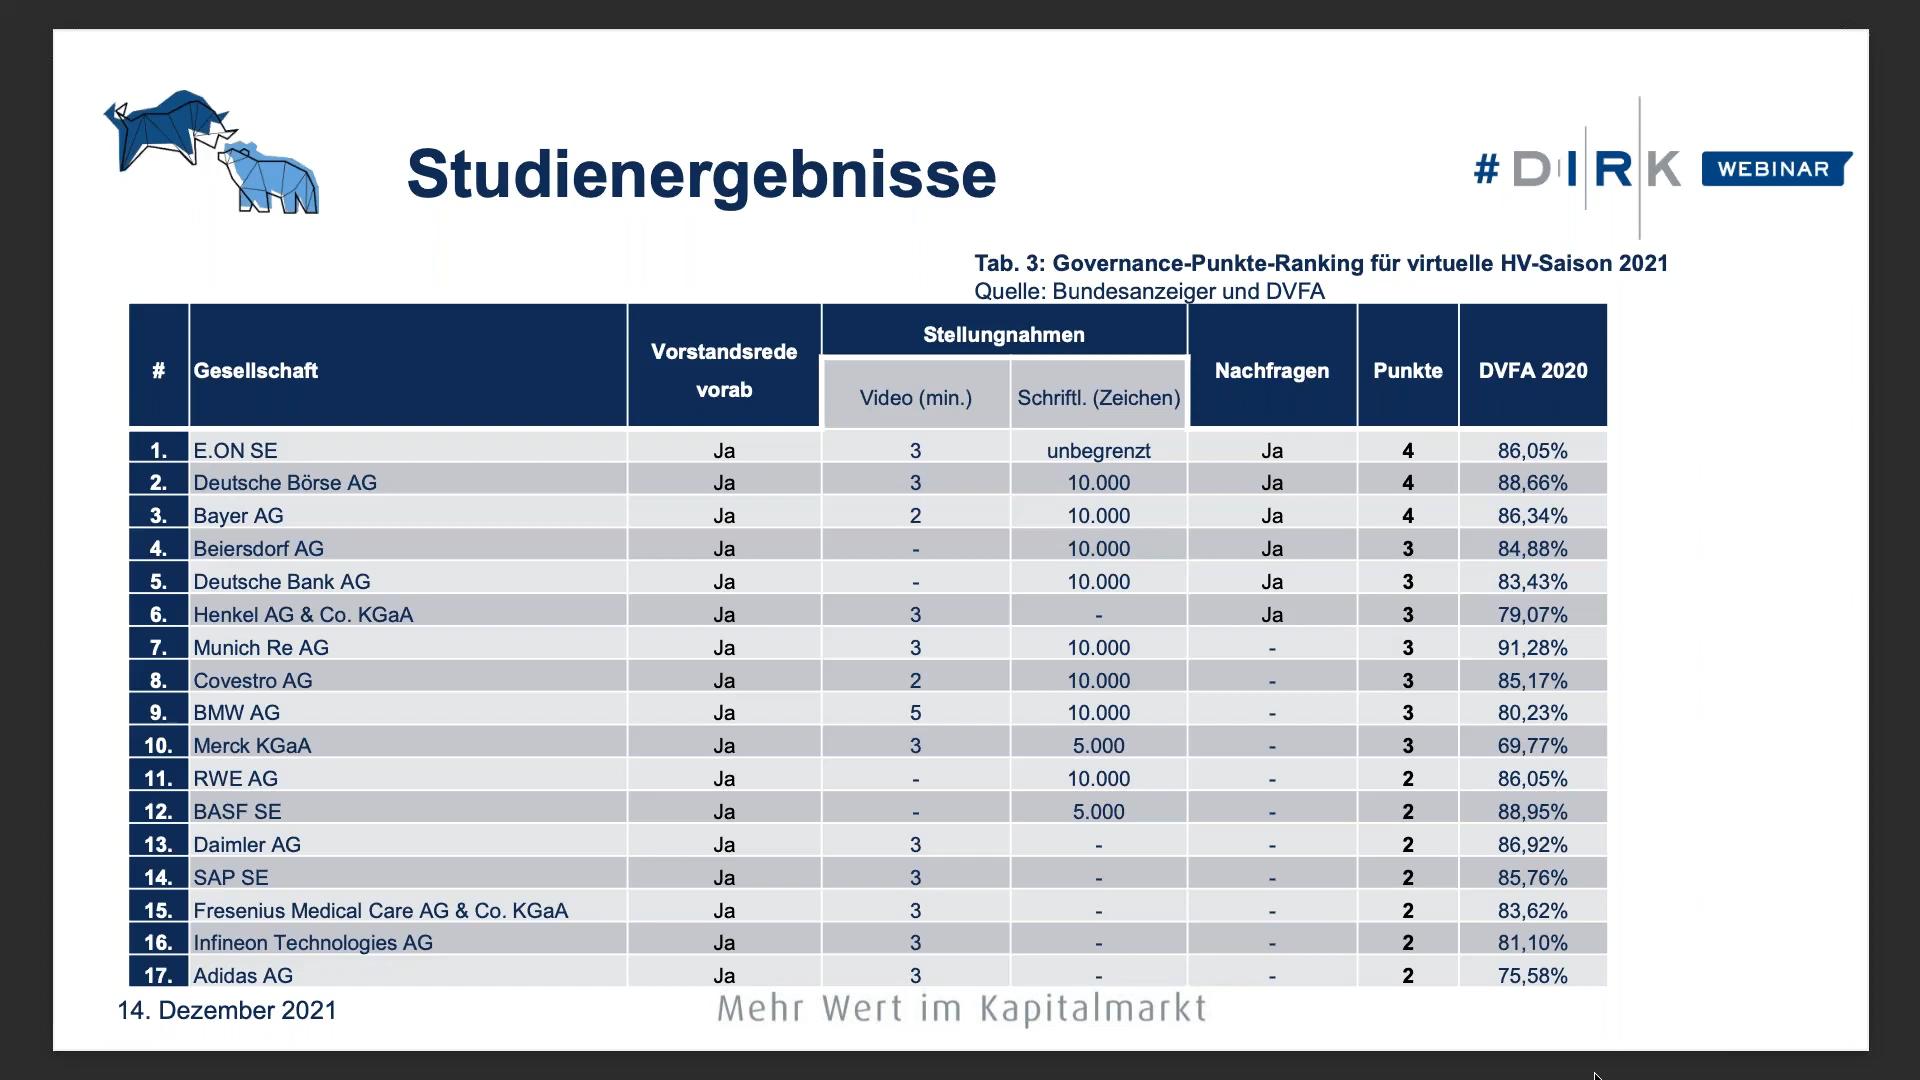 Studienergebnisse
# DIRK WEBINAR
Tab. 3: Governance-Punkte-Ranking für virtuelle HV-Saison 2021
Quelle: Bundesanzeiger und DVFA
# Gesellschaft Vorstandsrede vorab Stellungnahmen Nachfragen Punkte DVFA 2020
Video (min.) Schriftl. (Zeichen)
1. E.ON SE Ja 3 unbegrenzt Ja 4 86,05%
2. Deutsche Börse AG Ja 3 10.000 Ja 4 88,66%
3. Bayer AG Ja 2 10.000 Ja 4 86,34%
4. Beiersdorf AG Ja - 10.000 Ja 3 84,88%
5. Deutsche Bank AG Ja - 10.000 Ja 3 83,43%
6. Henkel AG & Co. KGaA Ja 3 - Ja 3 79,07%
7. Munich Re AG Ja 3 10.000 - 3 91,28%
8. Covestro AG Ja 2 10.000 - 3 85,17%
9. BMW AG Ja 5 10.000 - 3 80,23%
10. Merck KGaA Ja 3 5.000 - 3 69,77%
11. RWE AG Ja - 10.000 - 2 86,05%
12. BASF SE Ja - 5.000 - 2 88,95%
13. Daimler AG Ja 3 - - 2 86,92%
14. SAP SE Ja 3 - - 2 85,76%
15. Fresenius Medical Care AG & Co. KGaA Ja 3 - - 2 83,62%
16. Infineon Technologies AG Ja 3 - - 2 81,10%
17. Adidas AG Ja 3 - - 2 75,58%
14. Dezember 2021
Mehr Wert im Kapitalmarkt